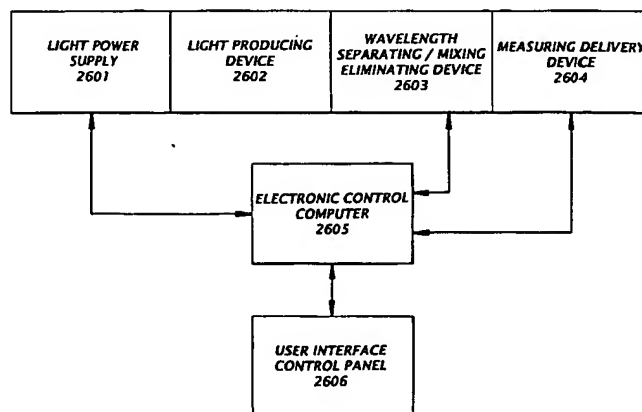 LIGHT POWER
SUPPLY
2601
LIGHT PRODUCING
DEVICE
2602
WAVELENGTH
SEPARATING / MIXING
ELIMINATING DEVICE
2603
MEASURING DELIVERY
DEVICE
2604
ELECTRONIC CONTROL
COMPUTER
2605
USER INTERFACE
CONTROL PANEL
2606